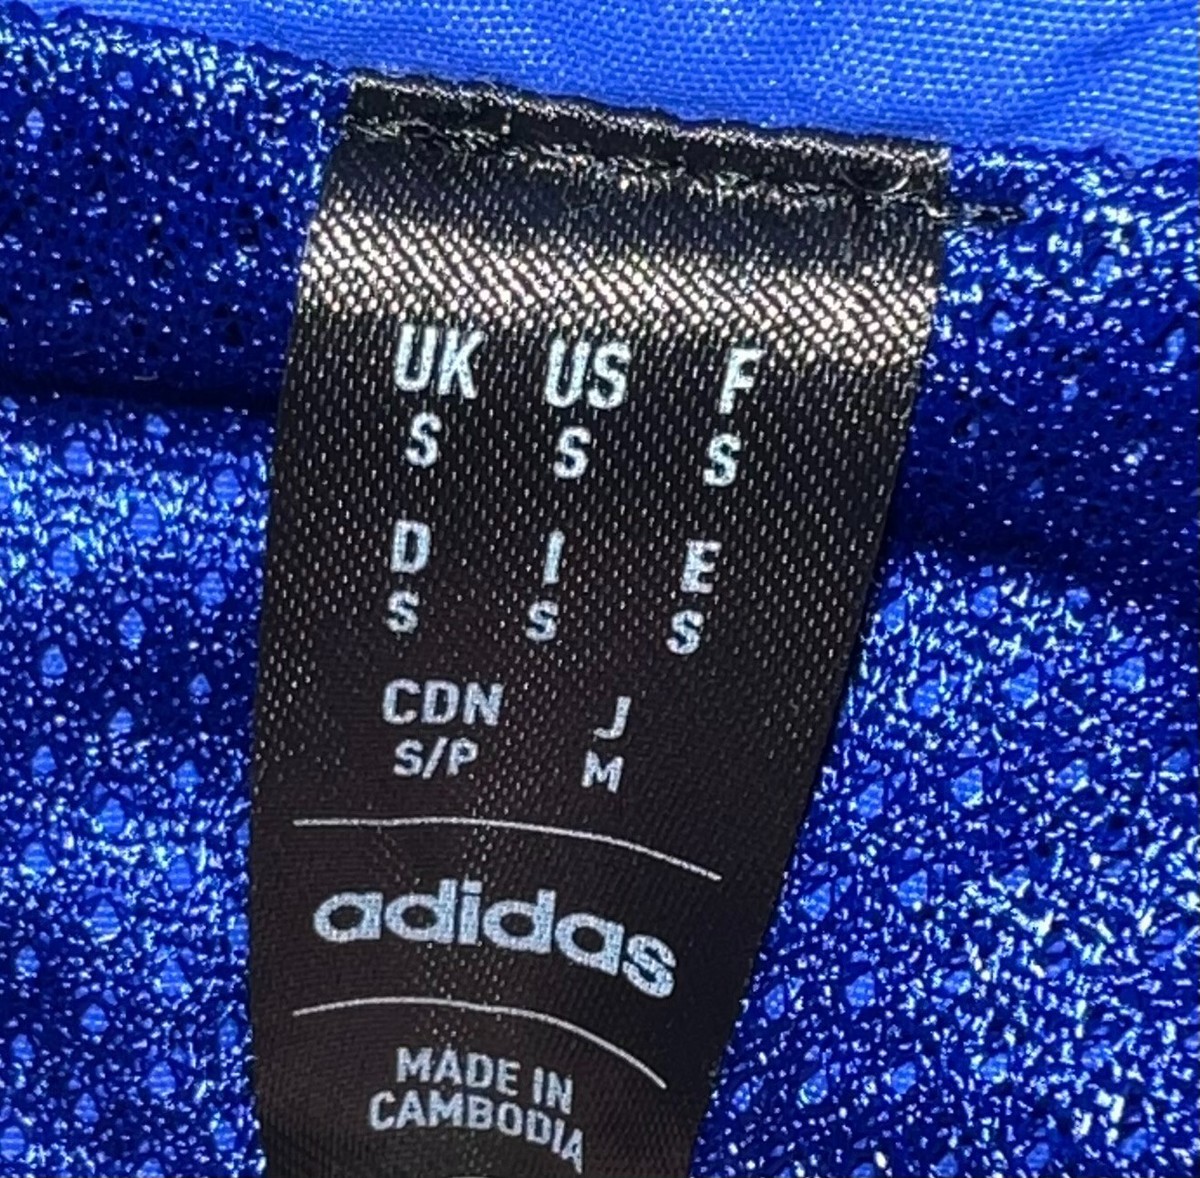 UK US F
S S S
D I E
S S S
CDN J
S/P M
adidas
MADE IN
CAMBODIA